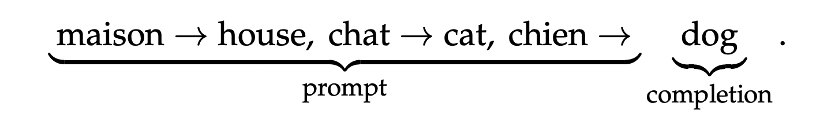 maison → house, chat → cat, chien → dog .
prompt completion